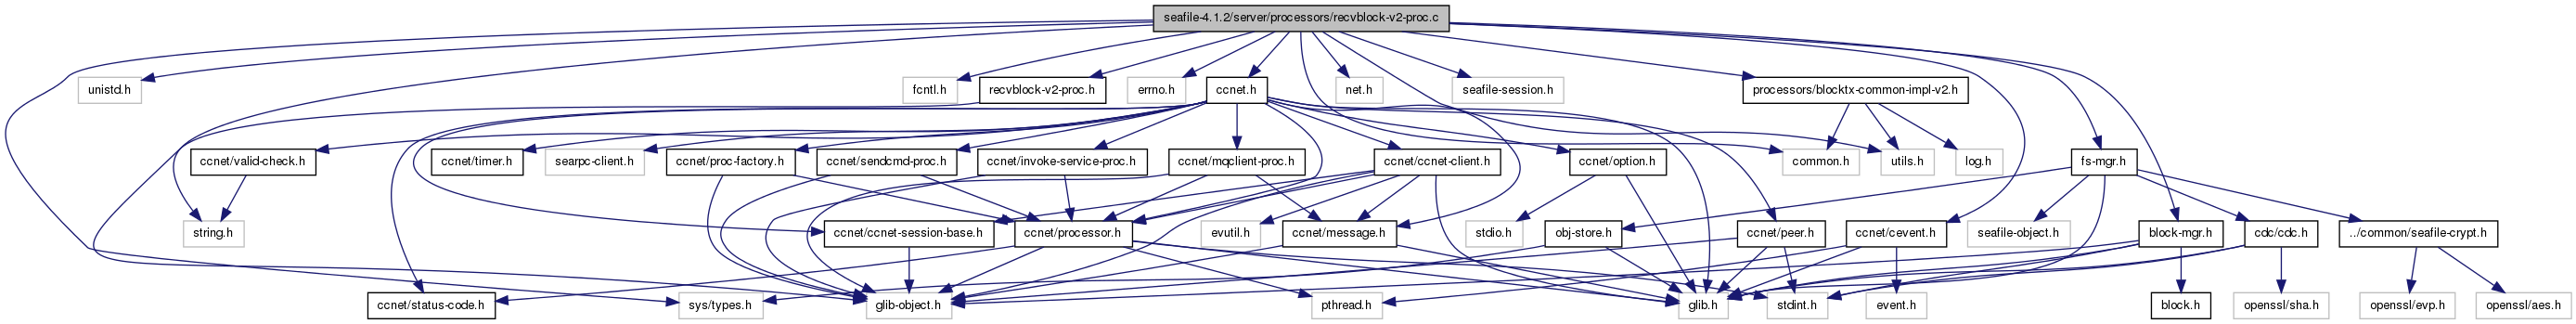 seafile-4.1.2/server/processors/recvblock-v2-proc.c
unistd.h
fcntl.h
recvblock-v2-proc.h
errno.h
ccnet.h
net.h
seafile-session.h
processors/blocktx-common-impl-v2.h
ccnet/valid-check.h
ccnet/timer.h
searpc-client.h
ccnet/proc-factory.h
ccnet/sendcmd-proc.h
ccnet/invoke-service-proc.h
ccnet/mqclient-proc.h
ccnet/ccnet-client.h
ccnet/option.h
common.h
utils.h
log.h
fs-mgr.h
string.h
ccnet/ccnet-session-base.h
ccnet/processor.h
evutil.h
ccnet/message.h
stdio.h
obj-store.h
ccnet/peer.h
ccnet/cevent.h
seafile-object.h
block-mgr.h
cdc/cdc.h
../common/seafile-crypt.h
ccnet/status-code.h
sys/types.h
glib-object.h
pthread.h
glib.h
stdint.h
event.h
block.h
openssl/sha.h
openssl/evp.h
openssl/aes.h